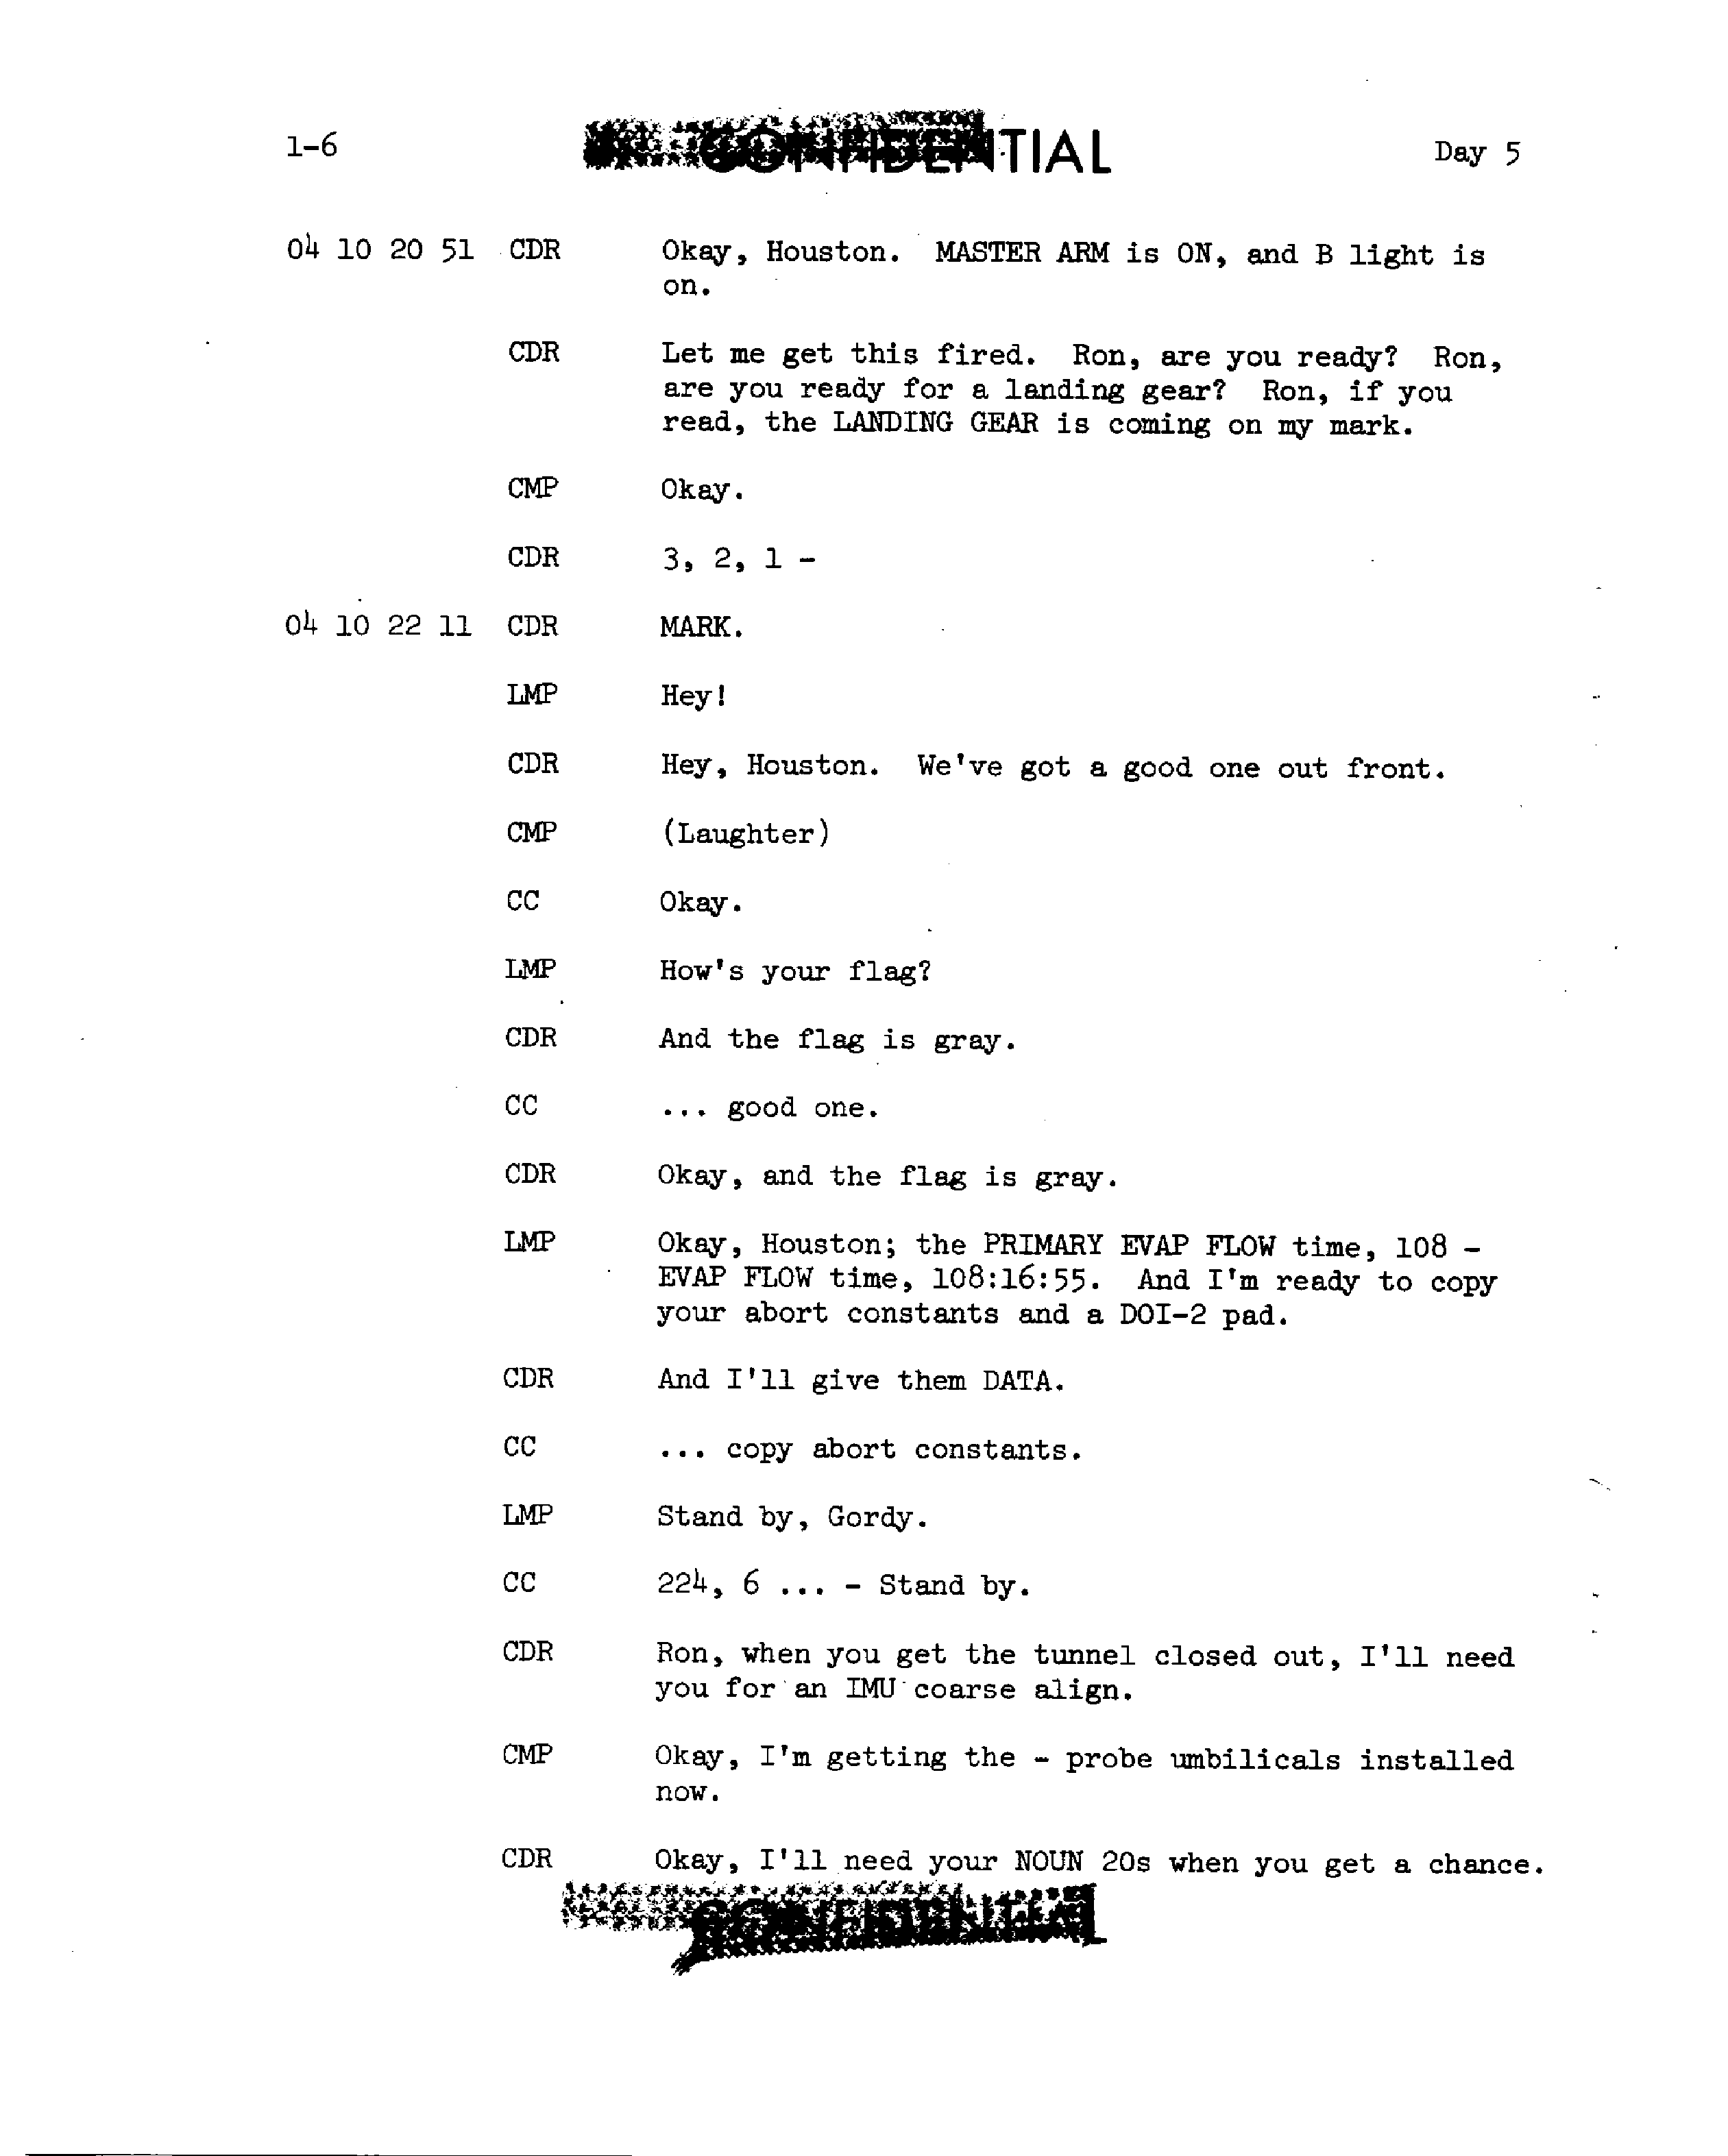 1-6 CONFIDENTIAL Day 5
04 10 20 51 CDR Okay, Houston. MASTER ARM is ON, and B light is
on.
CDR Let me get this fired. Ron, are you ready? Ron,
are you ready for a landing gear? Ron, if you
read, the LANDING GEAR is coming on my mark.
CMP Okay.
CDR 3, 2, 1 -
04 10 22 11 CDR MARK.
LMP Hey!
CDR Hey, Houston. We've got a good one out front.
CMP (Laughter)
CC Okay.
LMP How's your flag?
CDR And the flag is gray.
CC ... good one.
CDR Okay, and the flag is gray.
LMP Okay, Houston; the PRIMARY EVAP FLOW time, 108 -
EVAP FLOW time, 108:16:55. And I'm ready to copy
your abort constants and a DOI-2 pad.
CDR And I'll give them DATA.
CC ... copy abort constants.
LMP Stand by, Gordy.
CC 224, 6 ... - Stand by.
CDR Ron, when you get the tunnel closed out, I'll need
you for an IMU coarse align.
CMP Okay, I'm getting the - probe umbilicals installed
now.
CDR Okay, I'll need your NOUN 20s when you get a chance.
CONFIDENTIAL